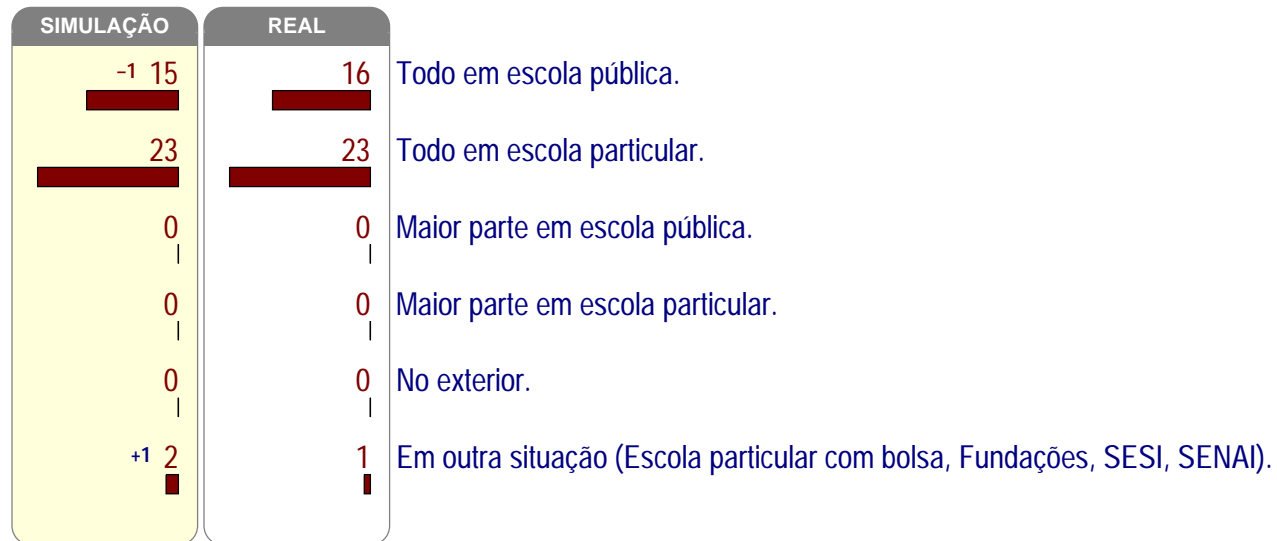 SIMULAÇÃO REAL
–1 15 16 Todo em escola pública.
23 23 Todo em escola particular.
0 0 Maior parte em escola pública.
0 0 Maior parte em escola particular.
0 0 No exterior.
+1 2 1 Em outra situação (Escola particular com bolsa, Fundações, SESI, SENAI).